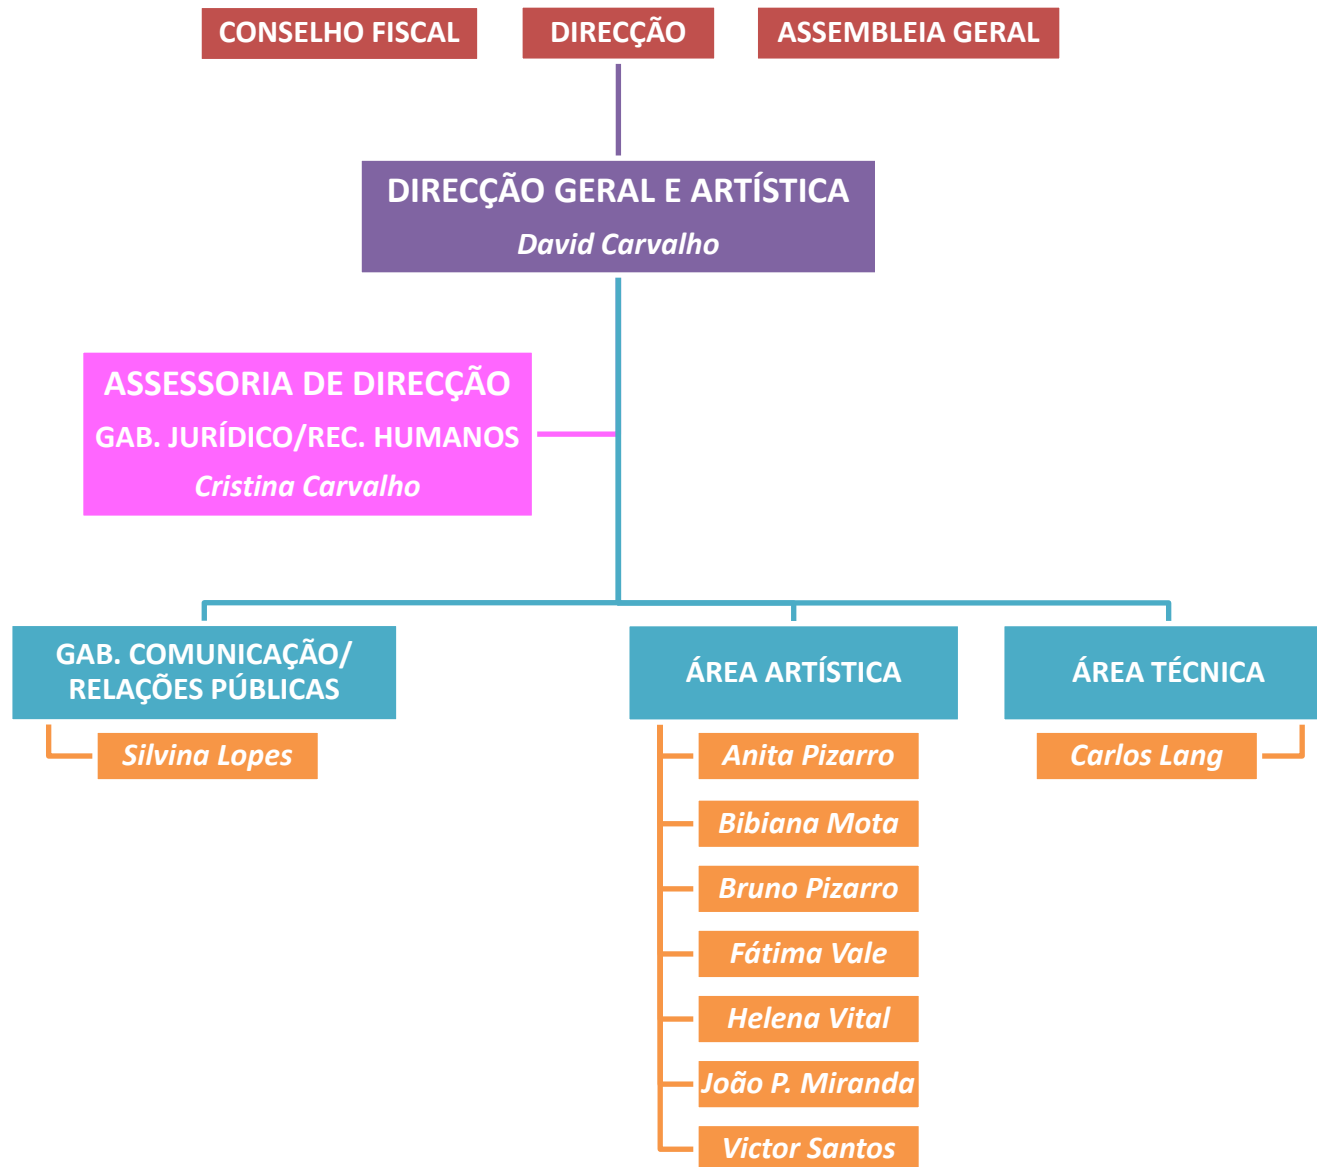 CONSELHO FISCAL
DIRECÇÃO
ASSEMBLEIA GERAL
DIRECÇÃO GERAL E ARTÍSTICA
David Carvalho
ASSESSORIA DE DIRECÇÃO
GAB. JURÍDICO/REC. HUMANOS
Cristina Carvalho
GAB. COMUNICAÇÃO/
RELAÇÕES PÚBLICAS
Silvina Lopes
ÁREA ARTÍSTICA
Anita Pizarro
Bibiana Mota
Bruno Pizarro
Fátima Vale
Helena Vital
João P. Miranda
Victor Santos
ÁREA TÉCNICA
Carlos Lang